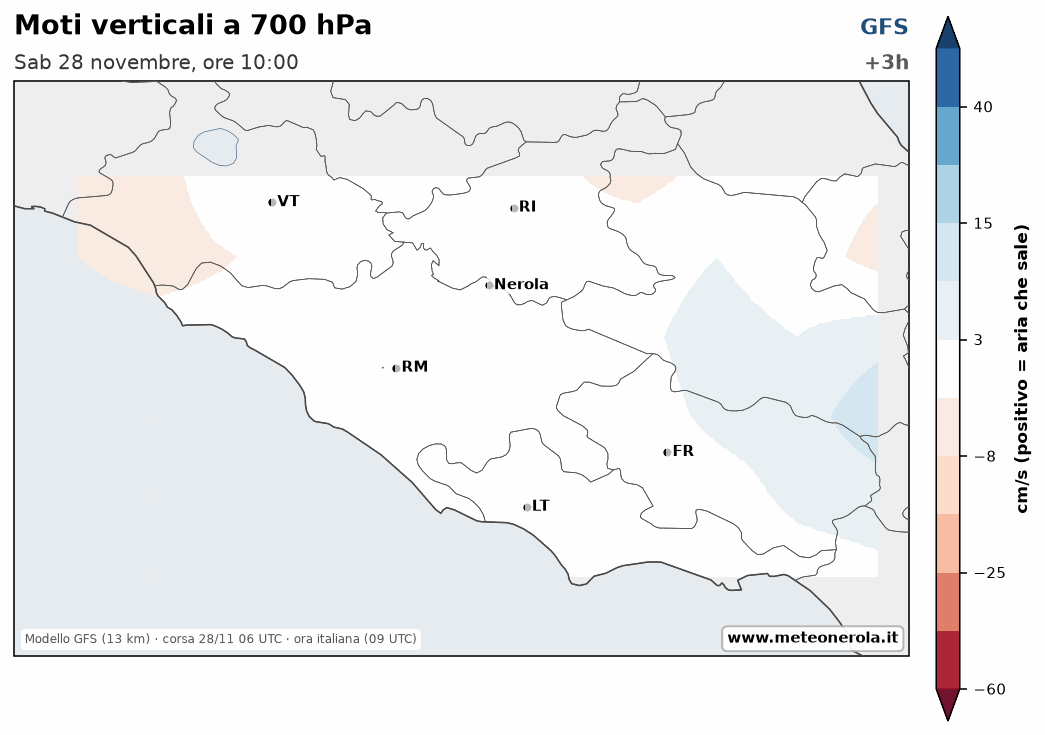 Moti verticali a 700 hPa
GFS
Sab 28 novembre, ore 10:00
+3h
VT
RI
Nerola
RM
FR
LT
40
15
3
−8
−25
−60
cm/s (positivo = aria che sale)
Modello GFS (13 km) · corsa 28/11 06 UTC · ora italiana (09 UTC)
www.meteonerola.it